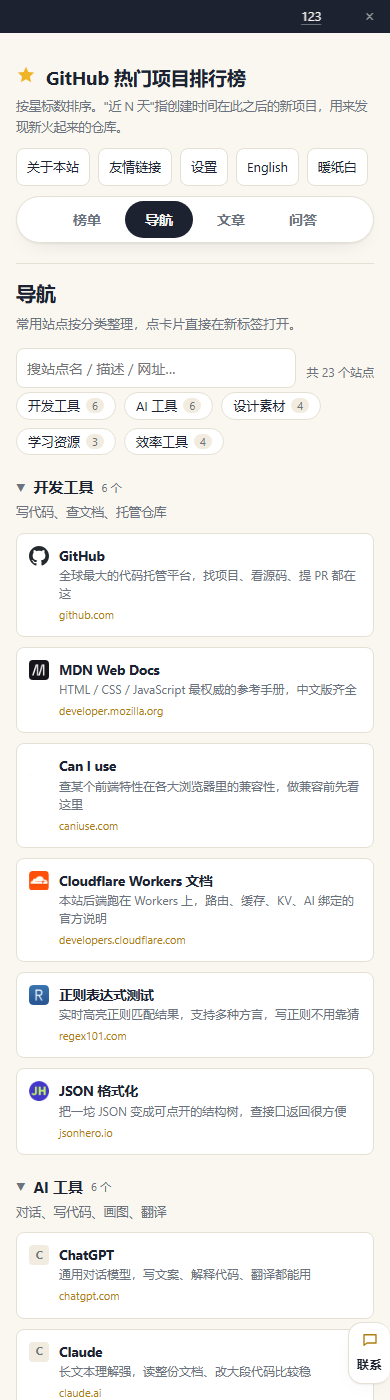 123
×
GitHub 热门项目排行榜
按星标数排序。"近 N 天"指创建时间在此之后的新项目，用来发
现新火起来的仓库。
关于本站 友情链接 设置 English 暖纸白
榜单 导航 文章 问答
导航
常用站点按分类整理，点卡片直接在新标签打开。
搜站点名 / 描述 / 网址...
共 23 个站点
开发工具 6 AI 工具 6 设计素材 4
学习资源 3 效率工具 4
▼ 开发工具 6 个
写代码、查文档、托管仓库
GitHub
全球最大的代码托管平台，找项目、看源码、提 PR 都在
这
github.com
MDN Web Docs
HTML / CSS / JavaScript 最权威的参考手册，中文版齐全
developer.mozilla.org
Can I use
查某个前端特性在各大浏览器里的兼容性，做兼容前先看
这里
caniuse.com
Cloudflare Workers 文档
本站后端跑在 Workers 上，路由、缓存、KV、AI 绑定的
官方说明
developers.cloudflare.com
R
正则表达式测试
实时高亮正则匹配结果，支持多种方言，写正则不用靠猜
regex101.com
JH
JSON 格式化
把一坨 JSON 变成可点开的结构树，查接口返回很方便
jsonhero.io
▼ AI 工具 6 个
对话、写代码、画图、翻译
C
ChatGPT
通用对话模型，写文案、解释代码、翻译都能用
chatgpt.com
C
Claude
长文本理解强，读整份文档、改大段代码比较稳
claude.ai
联系